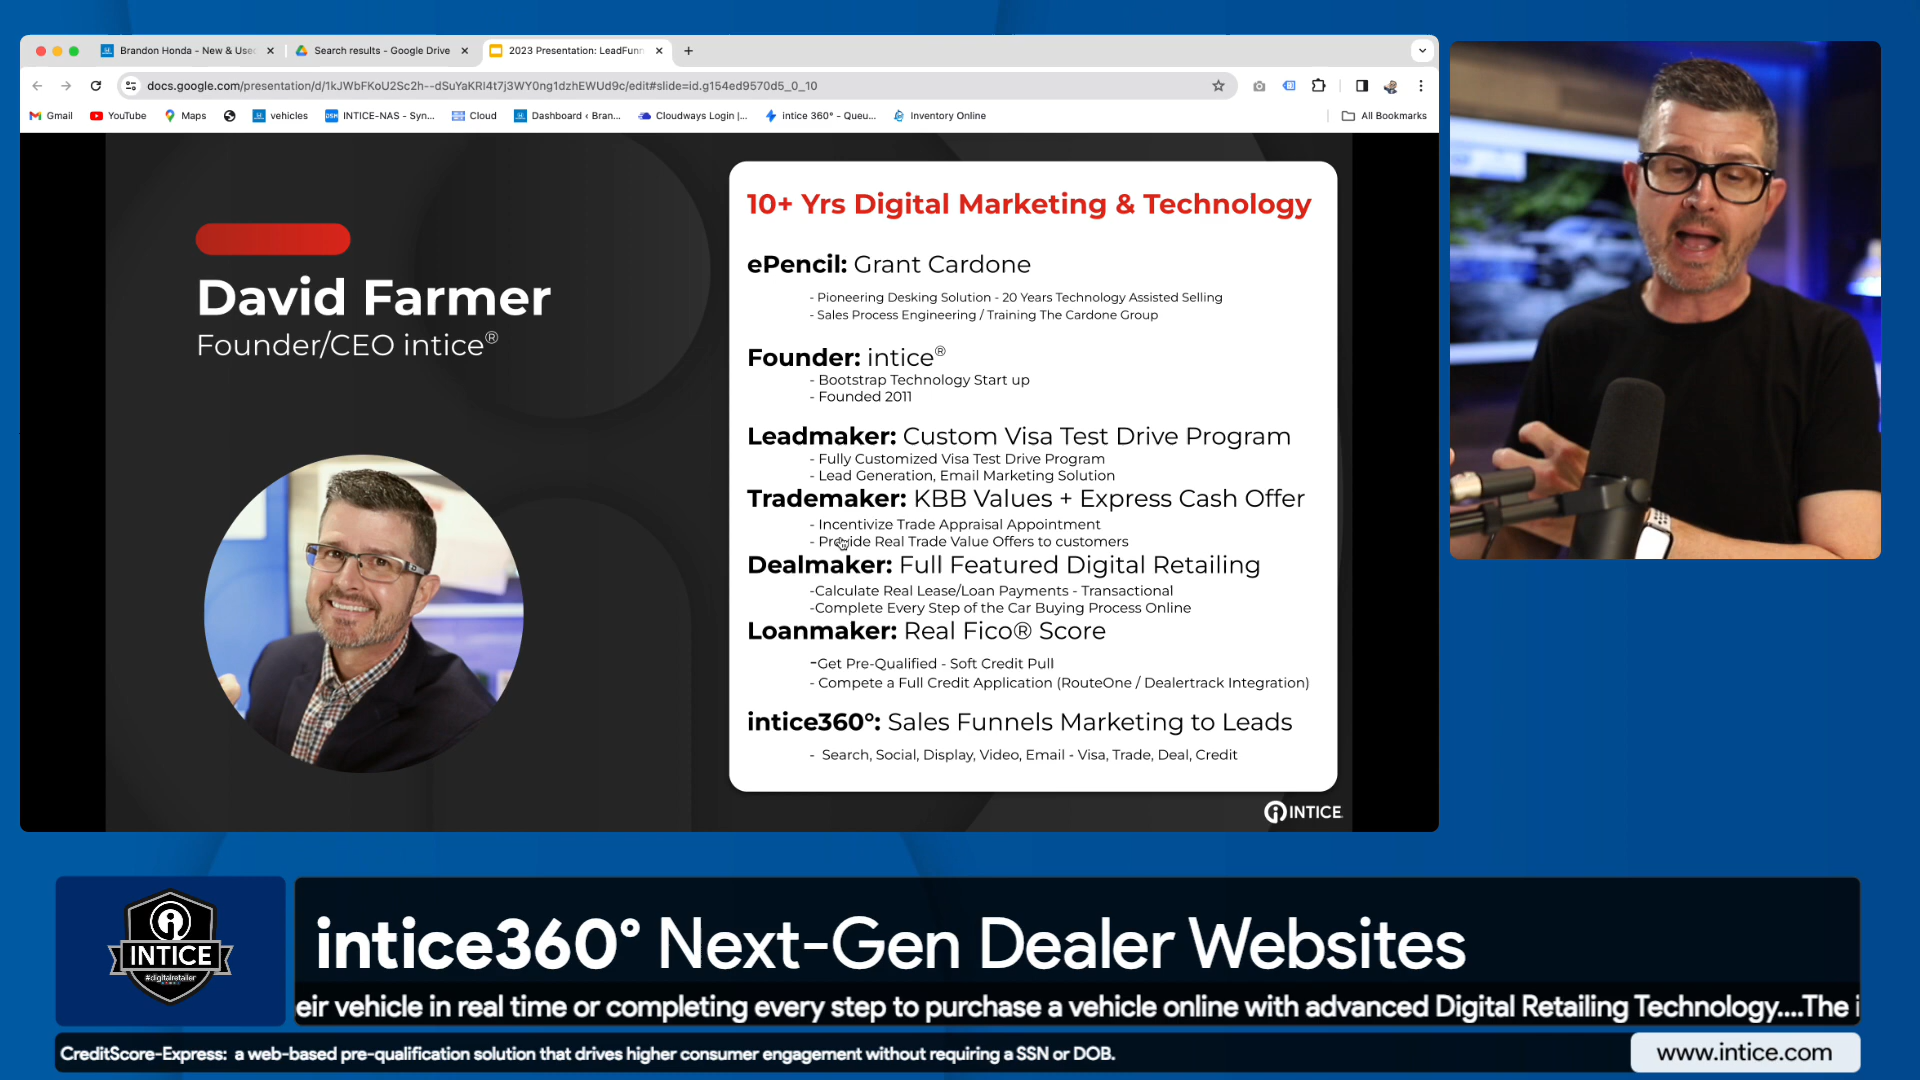 Brandon Honda - New & Use
Search results - Google Drive
2023 Presentation: LeadFun
docs.google.com/presentation/d/1kJWbFKoU2Sc2h--dSuYaKRI4t7j3WY0ng1dzhEWUd9c/edit#slide=id.g154ed9570d5_0_10
Gmail YouTube Maps vehicles INTICE-NAS - Syn... Cloud Dashboard ‹ Bran... Cloudways Login |... intice 360° - Queu... Inventory Online All Bookmarks
David Farmer
Founder/CEO intice®
10+ Yrs Digital Marketing & Technology
ePencil: Grant Cardone
- Pioneering Desking Solution - 20 Years Technology Assisted Selling
- Sales Process Engineering / Training The Cardone Group
Founder: intice®
- Bootstrap Technology Start up
- Founded 2011
Leadmaker: Custom Visa Test Drive Program
- Fully Customized Visa Test Drive Program
- Lead Generation, Email Marketing Solution
Trademaker: KBB Values + Express Cash Offer
- Incentivize Trade Appraisal Appointment
- Provide Real Trade Value Offers to customers
Dealmaker: Full Featured Digital Retailing
-Calculate Real Lease/Loan Payments - Transactional
-Complete Every Step of the Car Buying Process Online
Loanmaker: Real Fico® Score
-Get Pre-Qualified - Soft Credit Pull
- Compete a Full Credit Application (RouteOne / Dealertrack Integration)
intice360°: Sales Funnels Marketing to Leads
- Search, Social, Display, Video, Email - Visa, Trade, Deal, Credit
INTICE
INTICE
#digitalretailer
intice360° Next-Gen Dealer Websites
eir vehicle in real time or completing every step to purchase a vehicle online with advanced Digital Retailing Technology....The i
CreditScore-Express: a web-based pre-qualification solution that drives higher consumer engagement without requiring a SSN or DOB.
www.intice.com